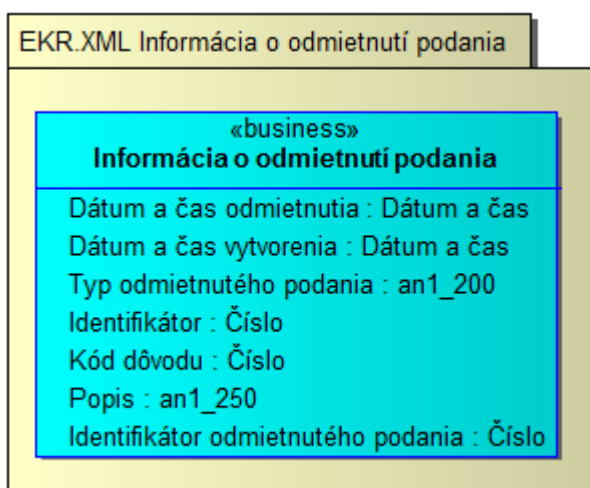 EKR.XML Informácia o odmietnutí podania
«business»
Informácia o odmietnutí podania
Dátum a čas odmietnutia : Dátum a čas
Dátum a čas vytvorenia : Dátum a čas
Typ odmietnutého podania : an1_200
Identifikátor : Číslo
Kód dôvodu : Číslo
Popis : an1_250
Identifikátor odmietnutého podania : Číslo